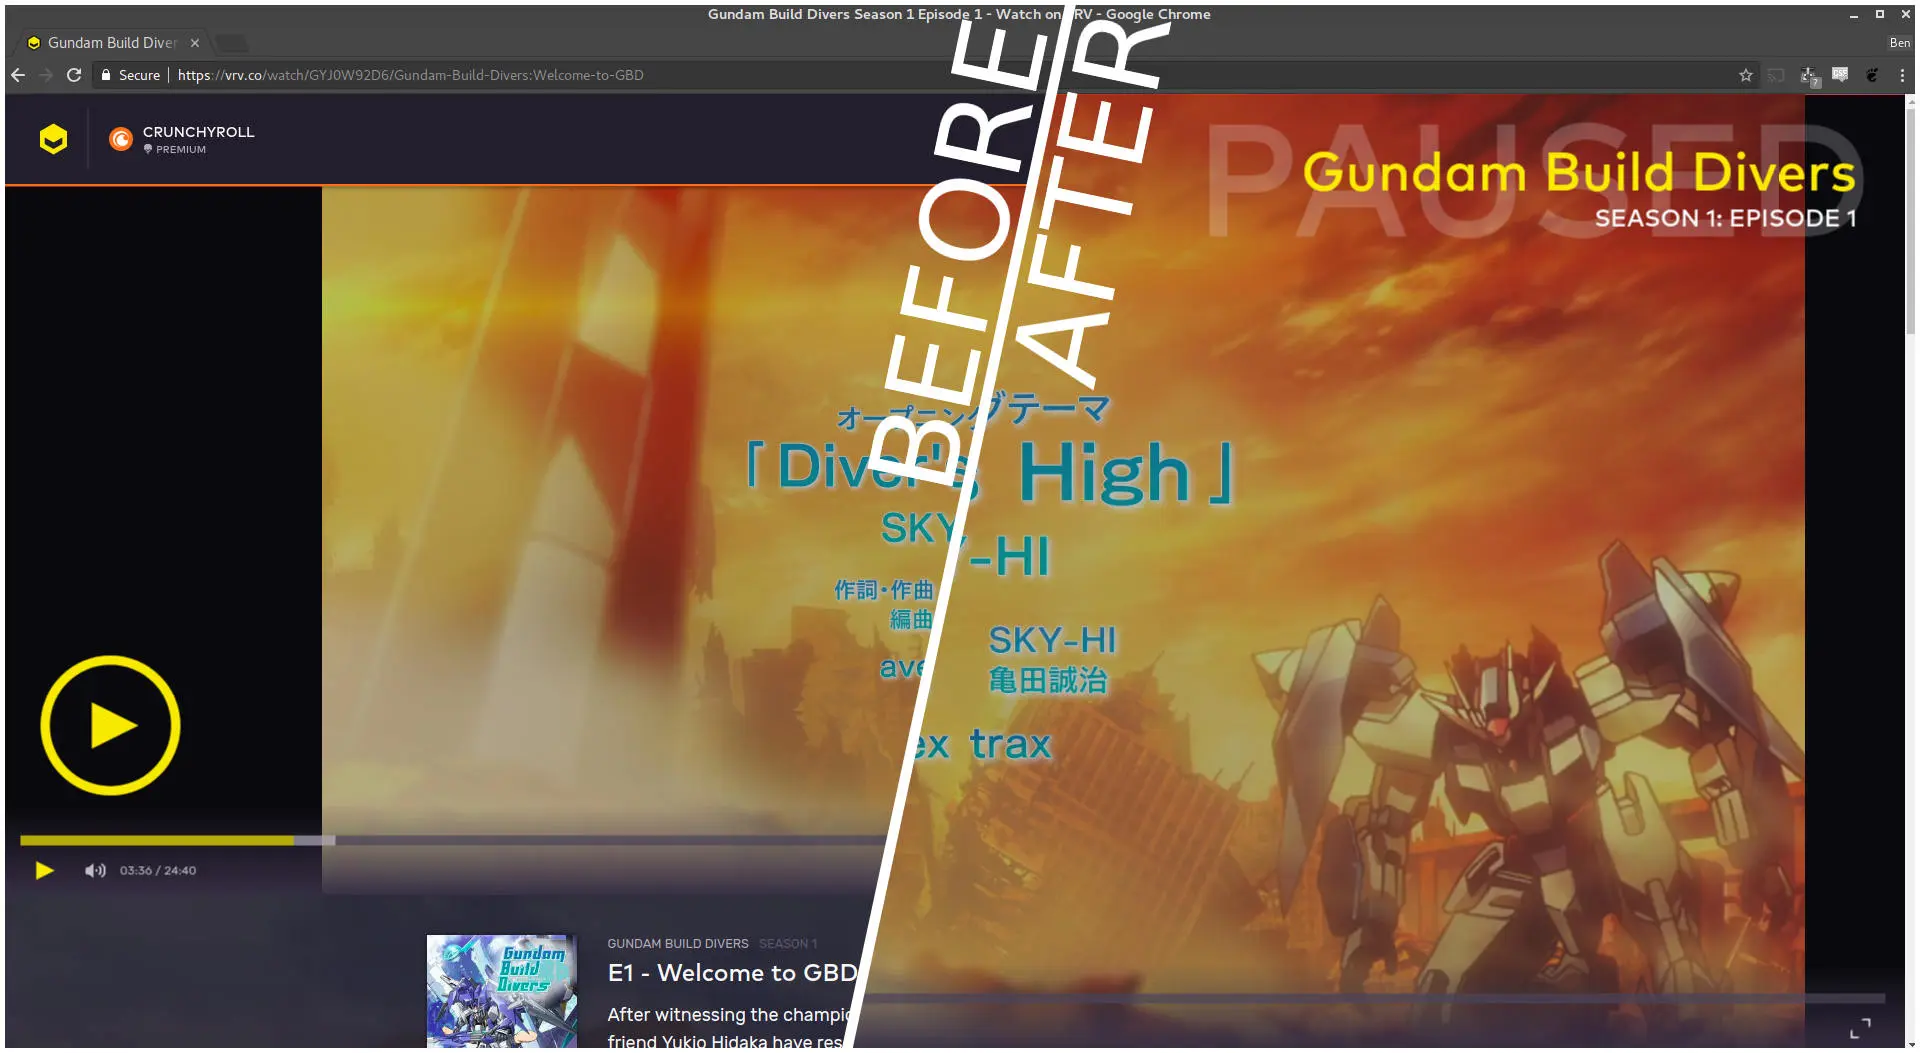 Gundam Build Divers Season 1 Episode 1 - Watch on RV - Google Chrome
Gundam Build Diver
Ben
Secure
https://vrv.co/watch/GYJ0W92D6/Gundam-Build-Divers:Welcome-to-GBD
?
CRUNCHYROLL
PREMIUM
BEFORE
AFTER
PAUSED
Gundam Build Divers
SEASON 1: EPISODE 1
オープニングテーマ
「Diver's High」
SKY-HI
作詞・作曲 SKY-HI
編曲 亀田誠治
avex trax
03:36 / 24:40
Gundam
Build
Divers
GUNDAM BUILD DIVERS SEASON 1
E1 - Welcome to GBD
After witnessing the champio
friend Yukio Hidaka have res